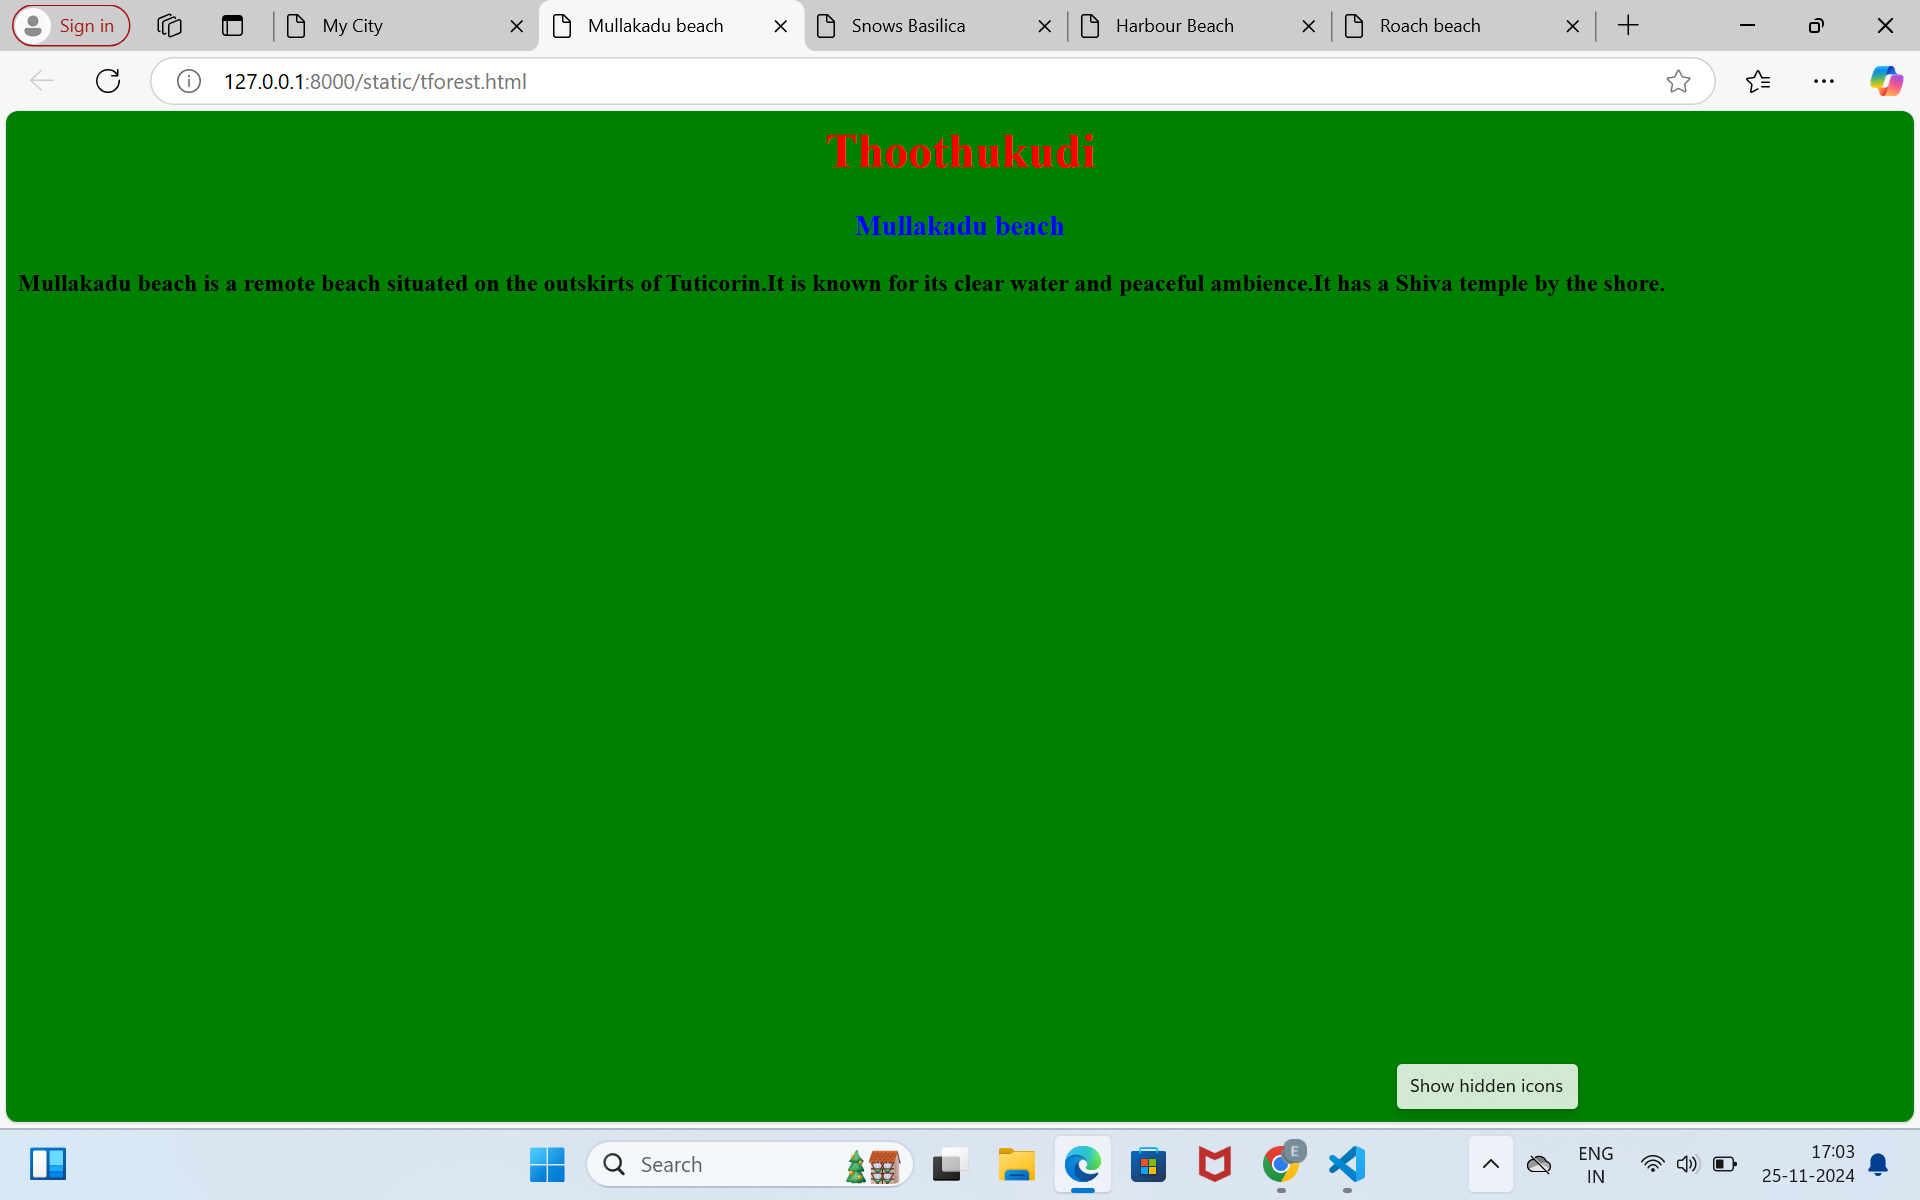 Sign in
My City
Mullakadu beach
Snows Basilica
Harbour Beach
Roach beach
127.0.0.1:8000/static/tforest.html
Thoothukudi
Mullakadu beach
Mullakadu beach is a remote beach situated on the outskirts of Tuticorin.It is known for its clear water and peaceful ambience.It has a Shiva temple by the shore.
Show hidden icons
Search
E
ENG
IN
17:03
25-11-2024